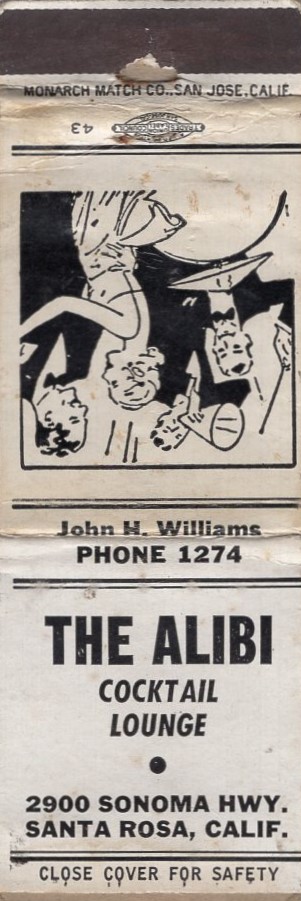 MONARCH MATCH CO., SAN JOSE, CALIF.
43
John H. Williams
PHONE 1274
THE ALIBI
COCKTAIL
LOUNGE
2900 SONOMA HWY.
SANTA ROSA, CALIF.
CLOSE COVER FOR SAFETY